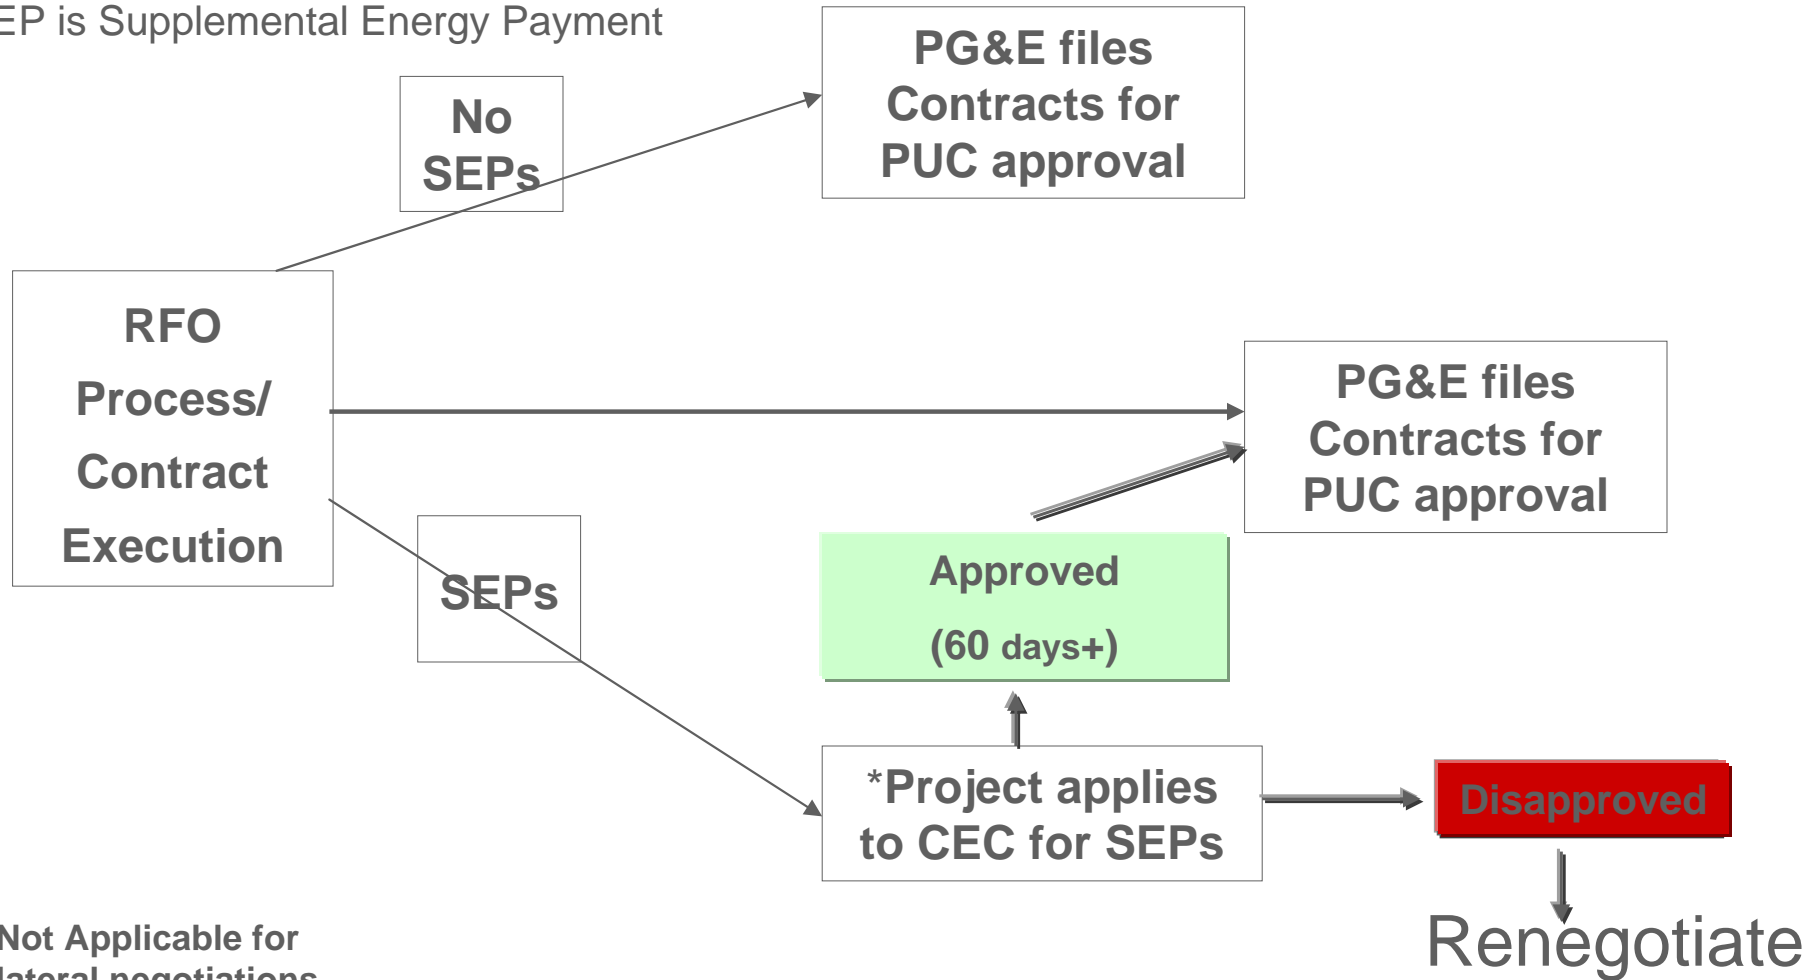 EP is Supplemental Energy Payment
PG&E files
Contracts for
PUC approval
No
SEPs
RFO
Process/
Contract
Execution
PG&E files
Contracts for
PUC approval
SEPs
Approved
(60 days+)
*Project applies
to CEC for SEPs
Disapproved
Renegotiate
Not Applicable for
lateral negotiations